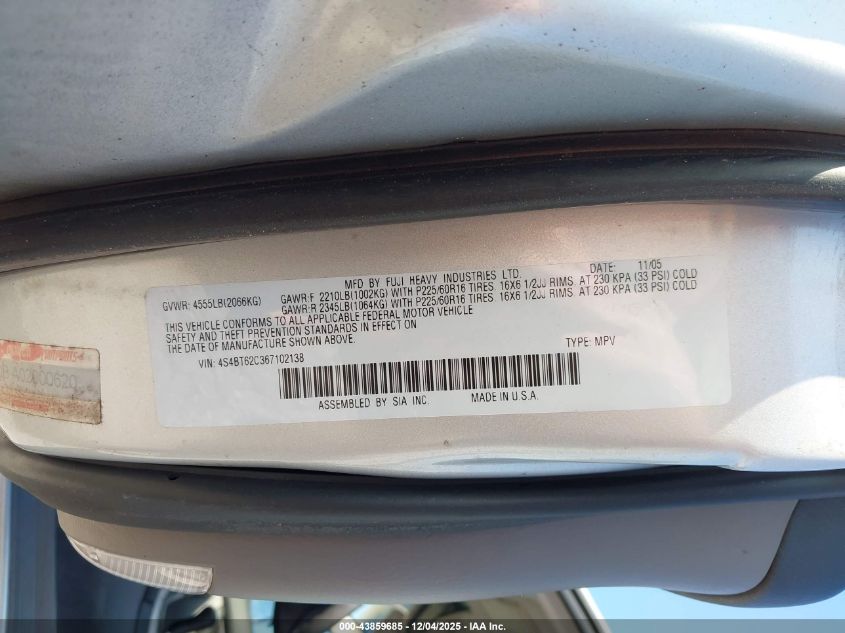 MFD BY FUJI HEAVY INDUSTRIES LTD. DATE: 11/05
GVWR: 4555LB(2066KG) GAWR:F 2210LB(1002KG) WITH P225/60R16 TIRES. 16X6 1/2JJ RIMS. AT 230 KPA (33 PSI) COLD
GAWR:R 2345LB(1064KG) WITH P225/60R16 TIRES. 16X6 1/2JJ RIMS. AT 230 KPA (33 PSI) COLD
THIS VEHICLE CONFORMS TO ALL APPLICABLE FEDERAL MOTOR VEHICLE
SAFETY AND THEFT PREVENTION STANDARDS IN EFFECT ON
THE DATE OF MANUFACTURE SHOWN ABOVE.
VIN: 4S4BT62C367102138 TYPE: MPV
ASSEMBLED BY SIA INC. MADE IN U.S.A.
000-43859685 - 12/04/2025 - IAA Inc.